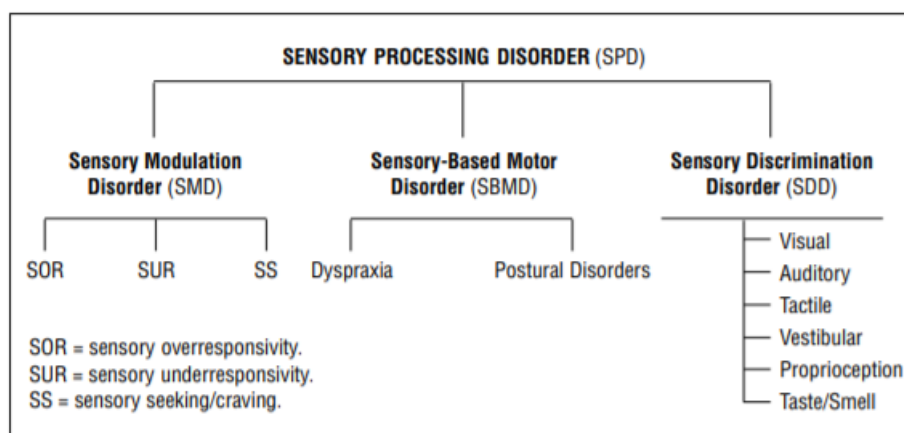 SENSORY PROCESSING DISORDER (SPD)
Sensory Modulation
Disorder (SMD)
Sensory-Based Motor
Disorder (SBMD)
Sensory Discrimination
Disorder (SDD)
SOR
SUR
SS
Dyspraxia
Postural Disorders
Visual
Auditory
Tactile
Vestibular
Proprioception
Taste/Smell
SOR = sensory overresponsivity.
SUR = sensory underresponsivity.
SS = sensory seeking/craving.